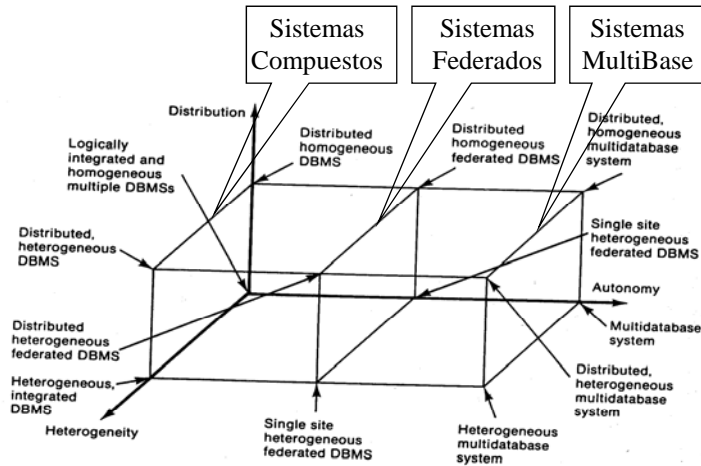 Sistemas
Compuestos
Sistemas
Federados
Sistemas
MultiBase
Distribution
Logically
integrated and
homogeneous
multiple DBMSs
Distributed
homogeneous
DBMS
Distributed
homogeneous
federated DBMS
Distributed,
homogeneous
multidatabase
system
Distributed,
heterogeneous
DBMS
Single site
heterogeneous
federated DBMS
Autonomy
Distributed
heterogeneous
federated DBMS
Multidatabase
system
Heterogeneous,
integrated
DBMS
Heterogeneity
Single site
heterogeneous
federated DBMS
Heterogeneous
multidatabase
system
Distributed,
heterogeneous
multidatabase
system